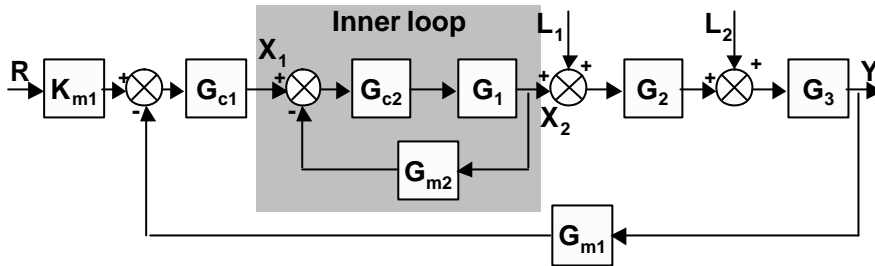 Inner loop
L1 L2
R X1 Y
Km1 Gc1 Gc2 G1 G2 G3
X2
Gm2
Gm1
+ - + - + + + +